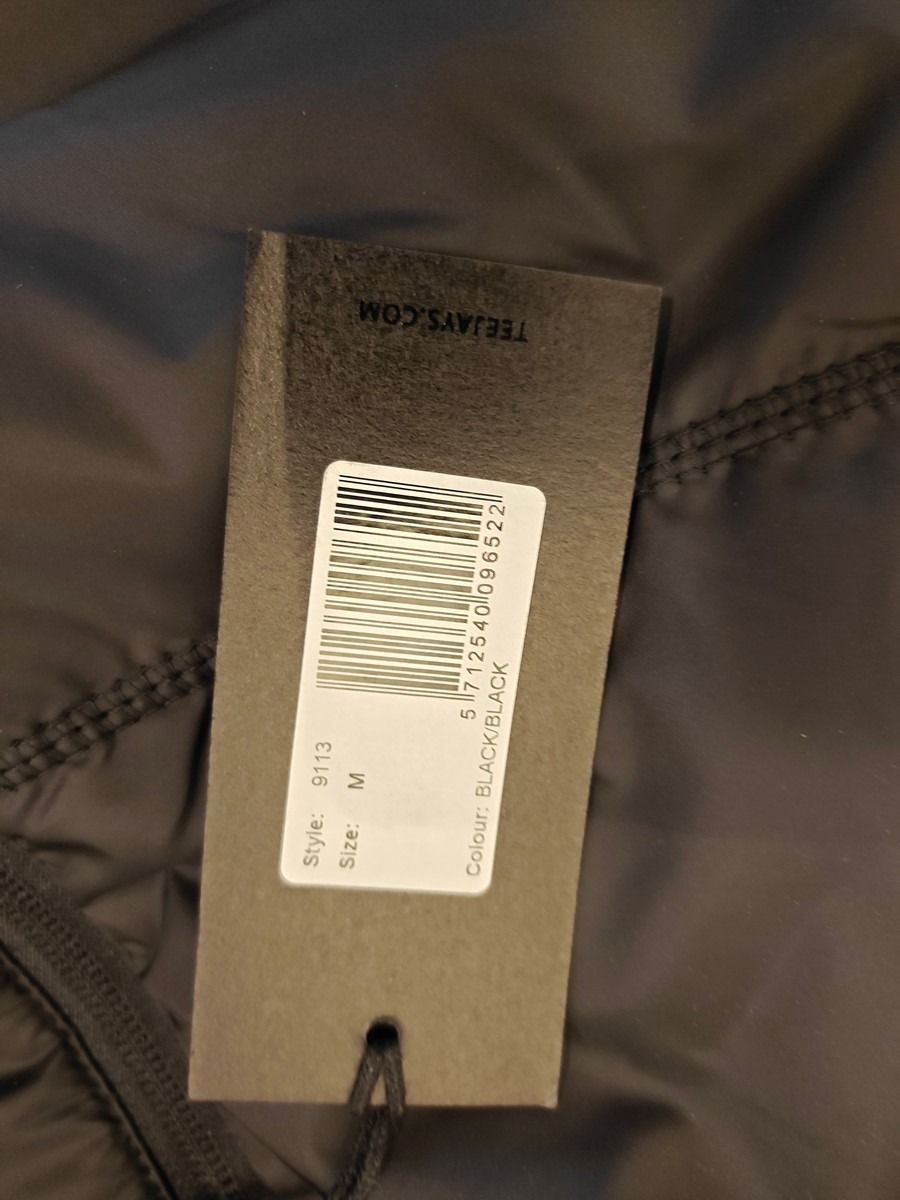 TEEJAYS.COM
Style: 9113
Size: M
5 712540 096522
Colour: BLACK/BLACK